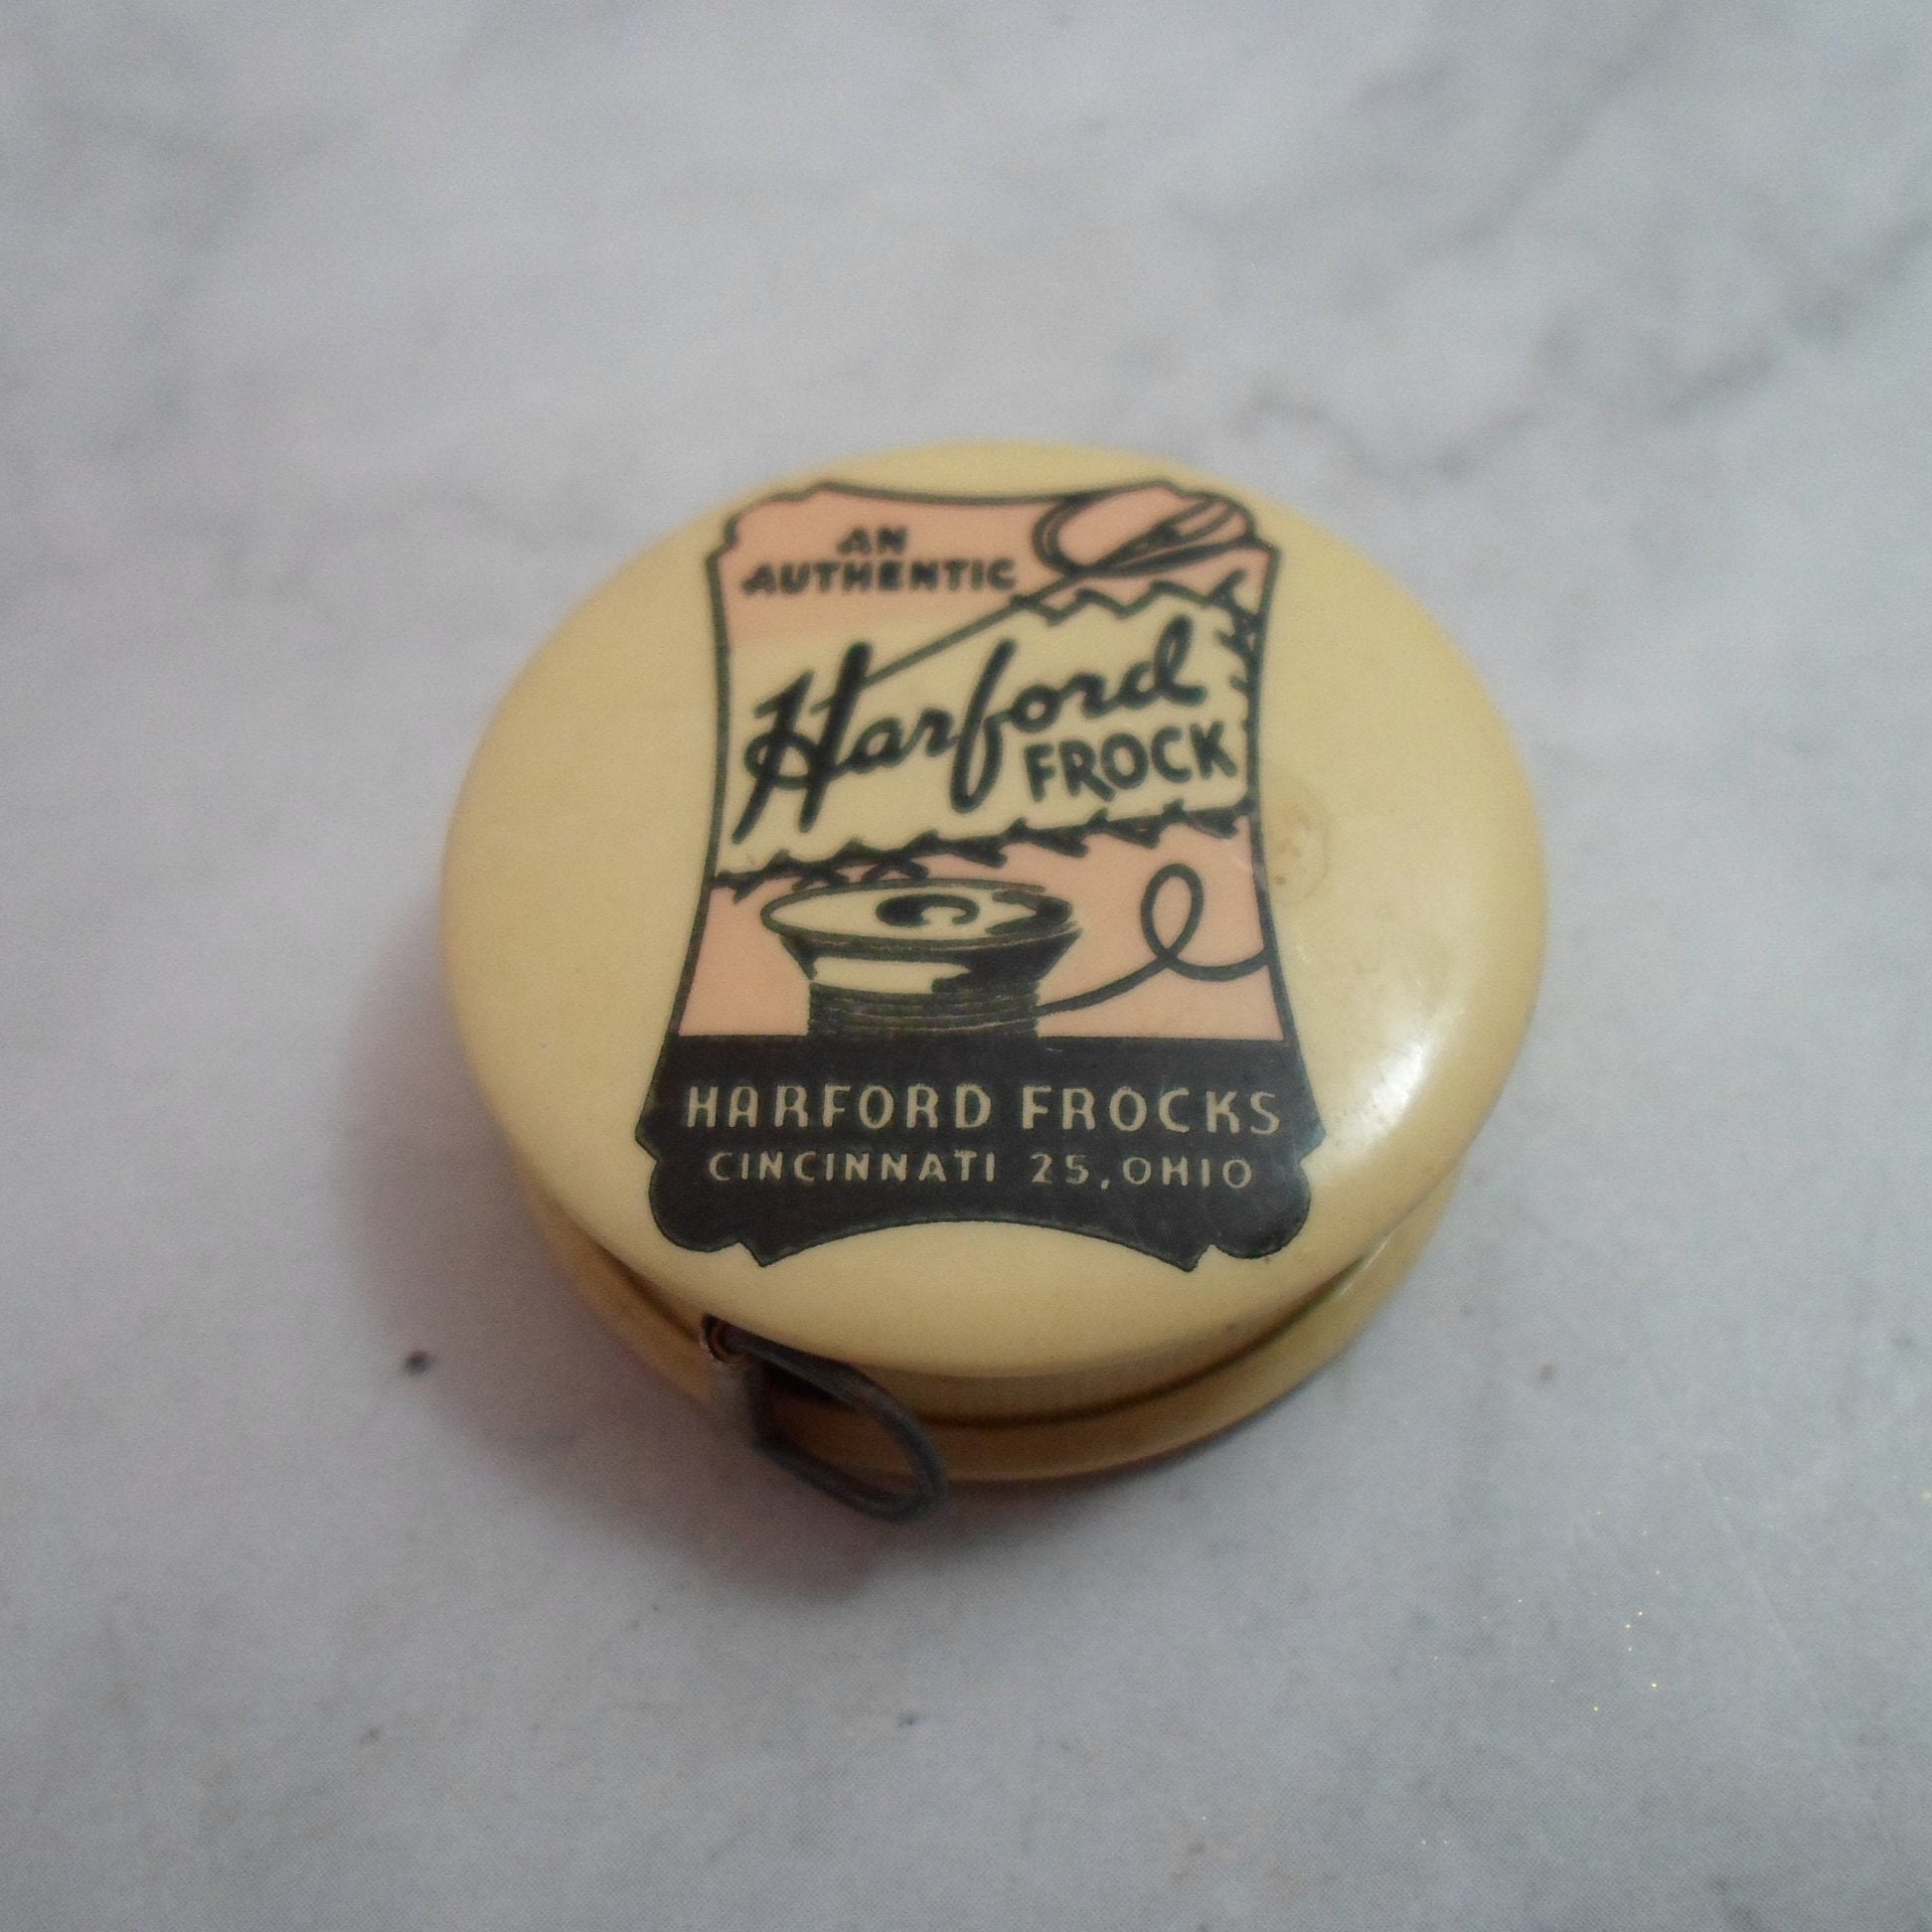 AN
AUTHENTIC
Harford
FROCK
HARFORD FROCKS
CINCINNATI 25, OHIO